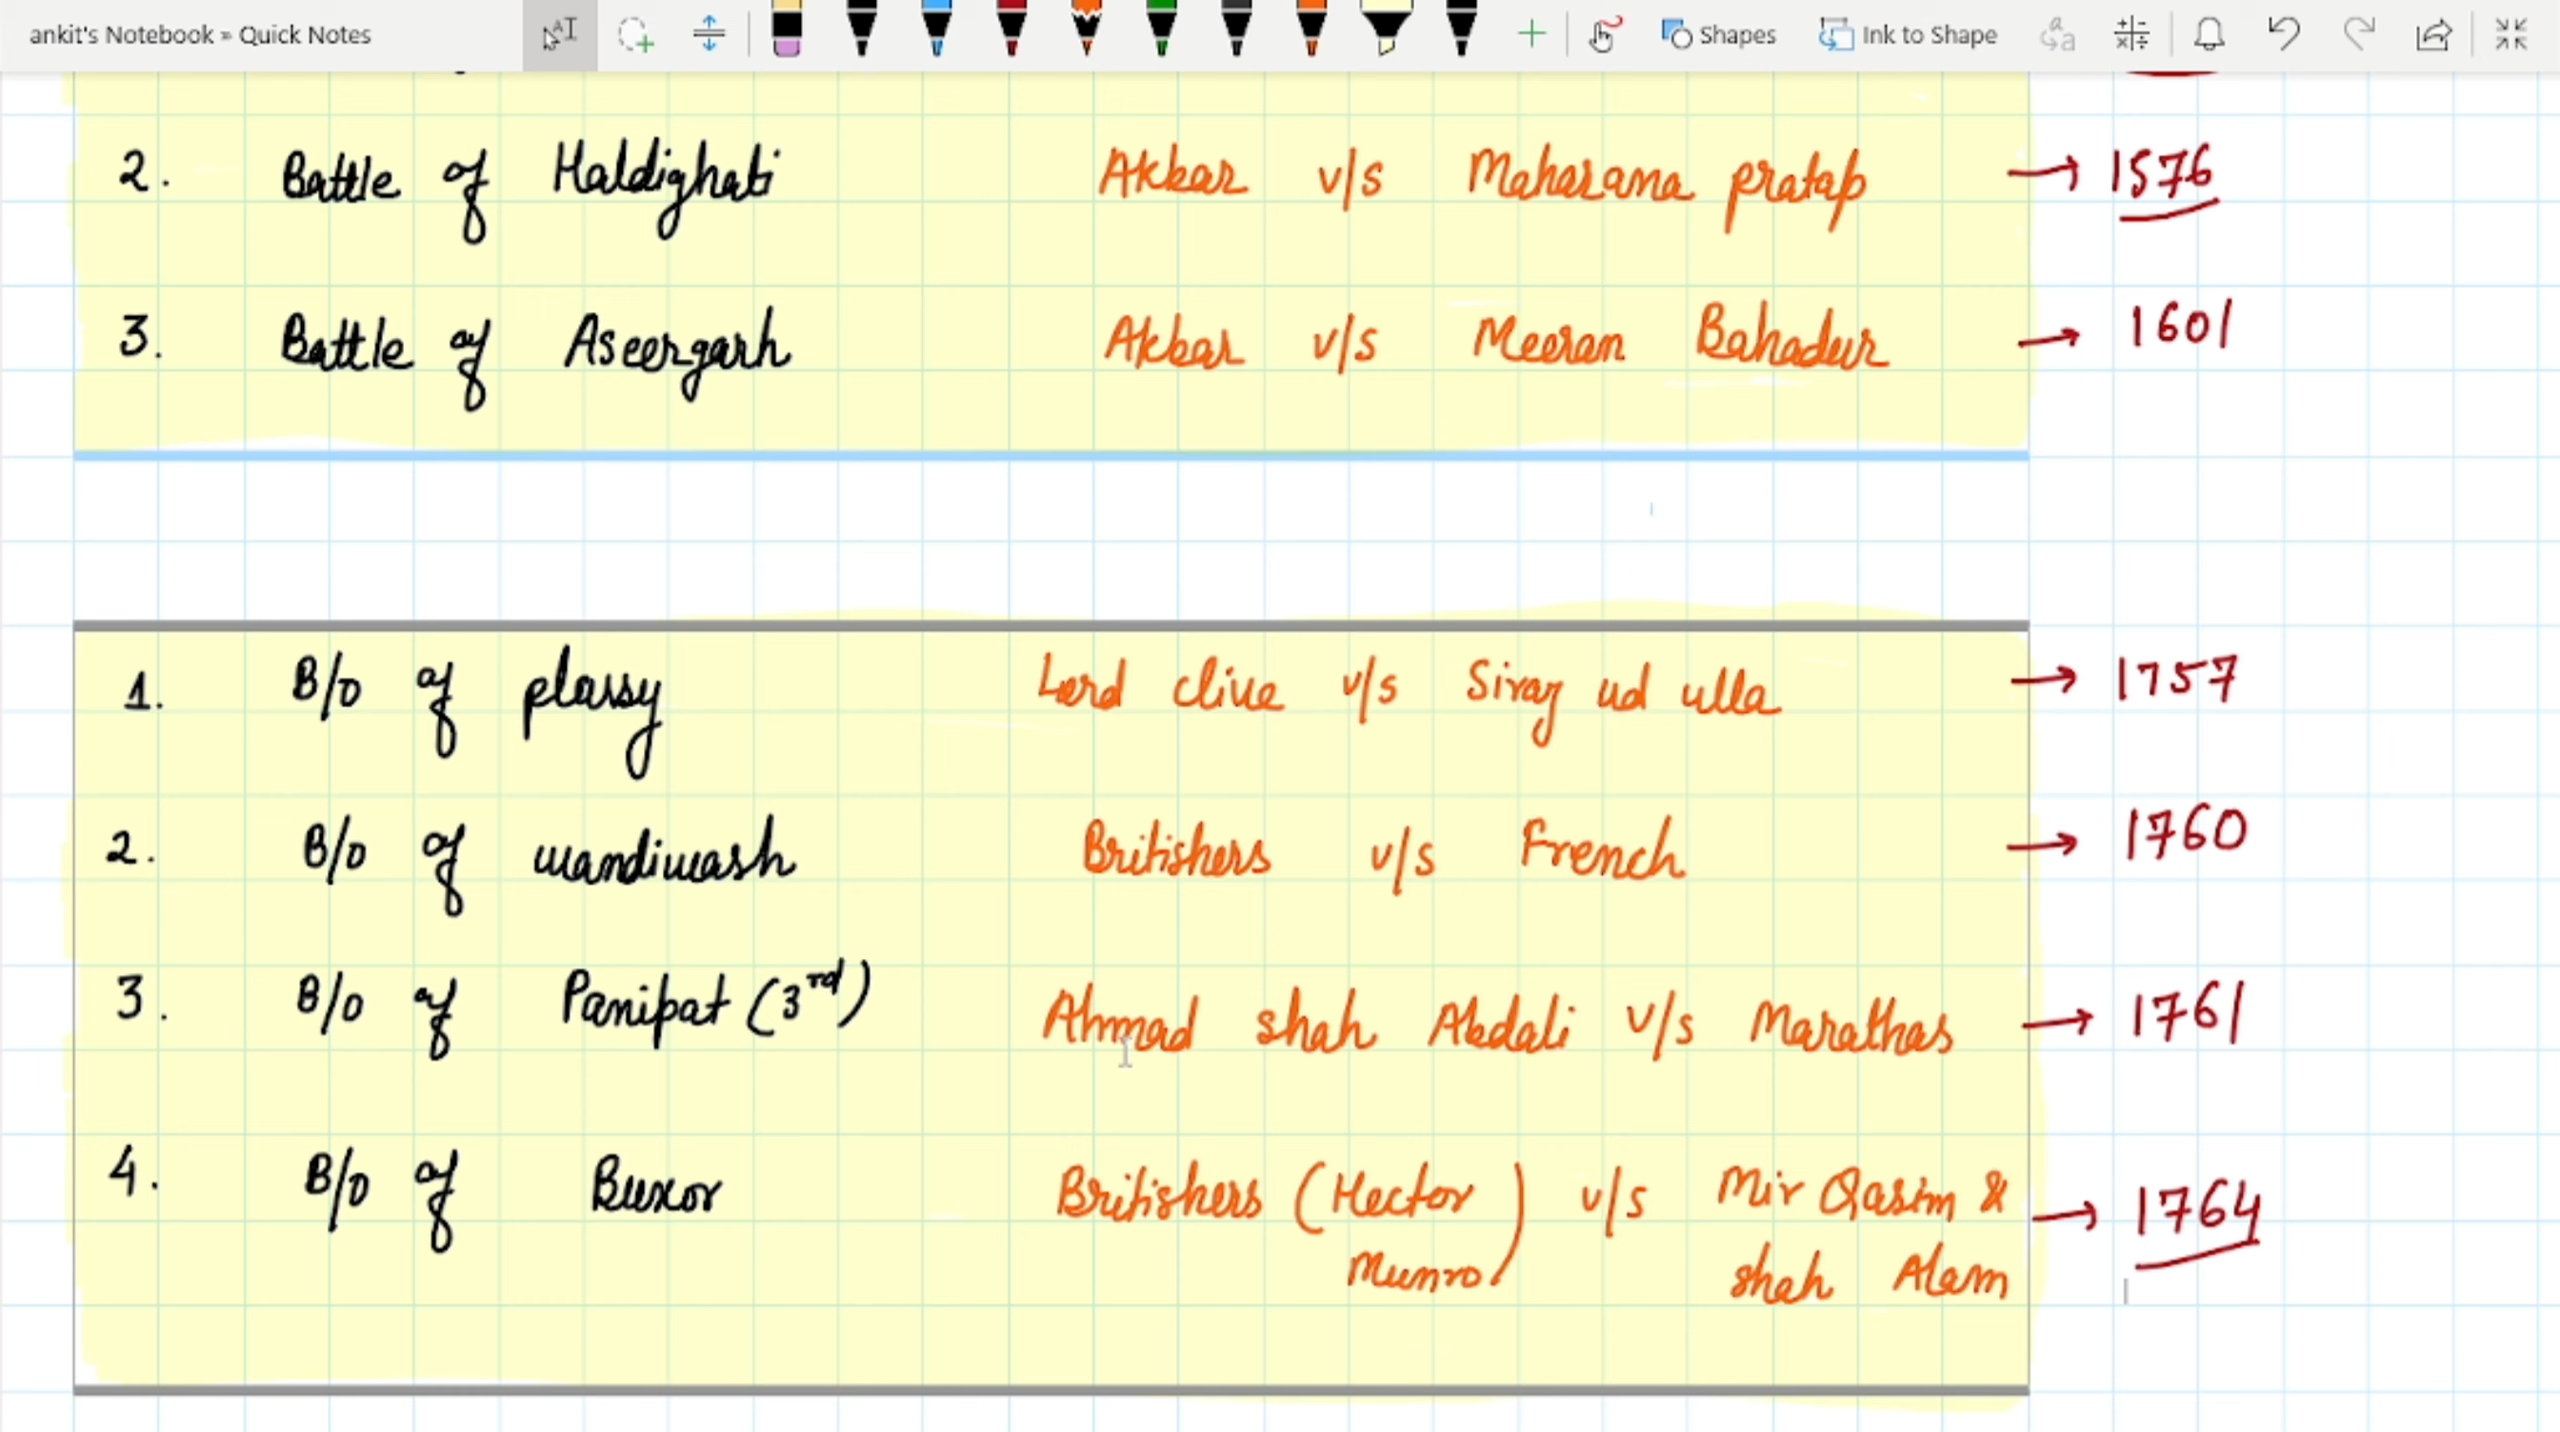 ankit's Notebook » Quick Notes Shapes Ink to Shape
2. Battle of Haldighati Akbar v/s Maharana pratap → 1576
3. Battle of Aseergarh Akbar v/s Meeran Bahadur → 1601
1. B/o of plassy Lord clive v/s Siraj ud ulla → 1757
2. B/o of wandiwash Britishers v/s French → 1760
3. B/o of Panipat (3rd) Ahmad shah Abdali v/s Marathas → 1761
4. B/o of Buxor Britishers (Hector v/s Mir Qasim & → 1764
Munro) shah Alam